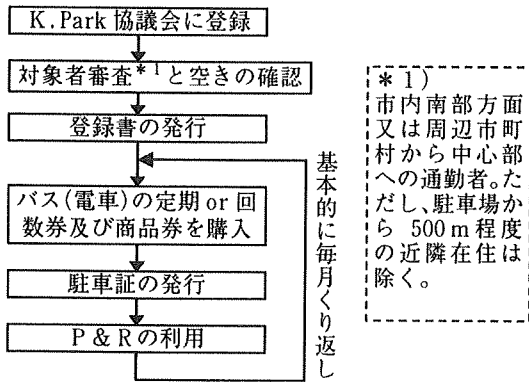 K.Park 協議会に登録
対象者審査*1と空きの確認
登録書の発行
バス(電車)の定期 or 回
数券及び商品券を購入
駐車証の発行
P & R の利用
基本的に毎月くり返し
*1)
市内南部方面
又は周辺市町
村から中心部
への通勤者。た
だし、駐車場か
ら 500m程度
の近隣在住は
除く。